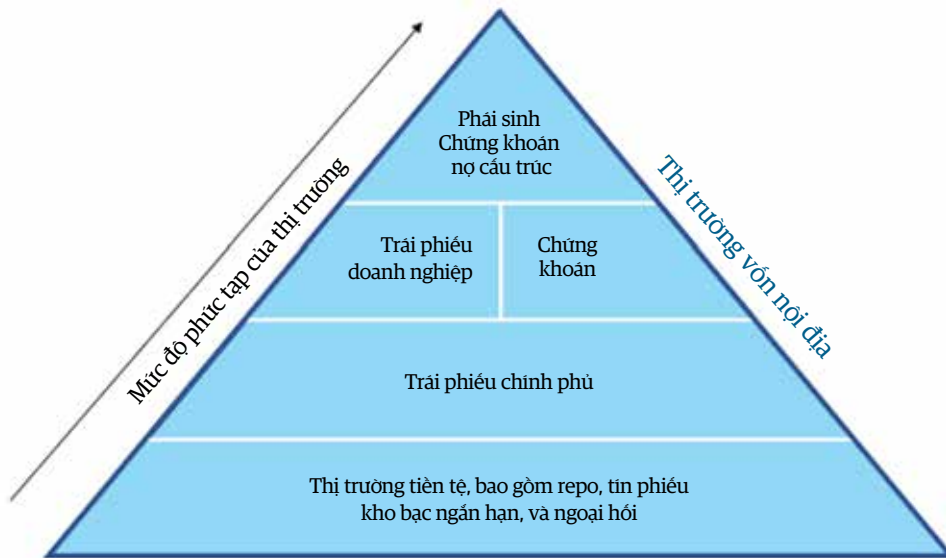 Phái sinh
Chứng khoán
nợ cấu trúc
Mức độ phức tạp của thị trường
Thị trường vốn nội địa
Trái phiếu
doanh nghiệp
Chứng
khoán
Trái phiếu chính phủ
Thị trường tiền tệ, bao gồm repo, tín phiếu
kho bạc ngắn hạn, và ngoại hối